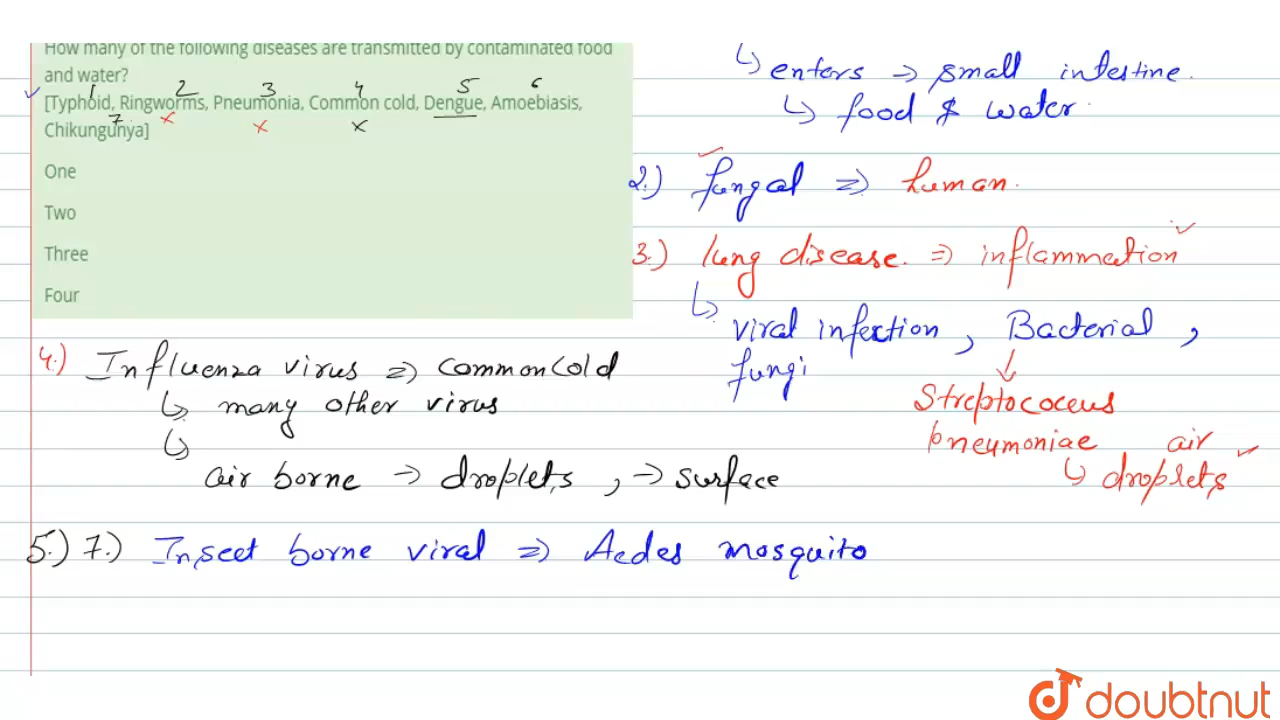 How many of the following diseases are transmitted by contaminated food
and water?
1 2 3 4 5 6
[Typhoid, Ringworms, Pneumonia, Common cold, Dengue, Amoebiasis,
7
Chikungunya]
One
Two
Three
Four
enters ⇒ small intestine.
↳ food & water
2.) fungal ⇒ human.
3.) lung disease. ⇒ inflammation
↳ viral infection, Bacterial,
fungi
Streptococeus
pneumoniae air
↳ droplets
4.) Influenza virus ⇒ common Cold
↳ many other virus
↳ air borne → droplets, → surface
5.) 7.) Insect borne viral ⇒ Aedes mosquito
doubtnut